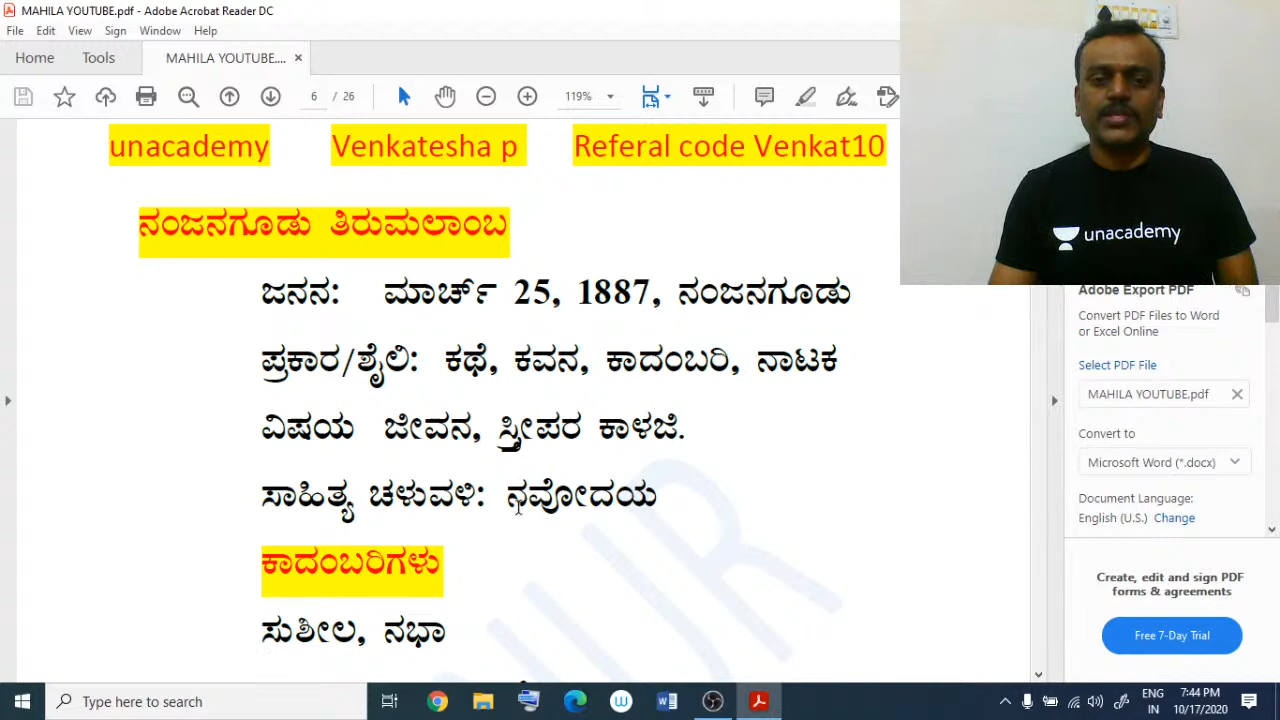 MAHILA YOUTUBE.pdf - Adobe Acrobat Reader DC
File Edit View Sign Window Help
Home Tools MAHILA YOUTUBE.... ×
6 / 26 119%
unacademy Venkatesha p Referal code Venkat10
ನಂಜನಗೂಡು ತಿರುಮಲಾಂಬ
ಜನನ: ಮಾರ್ಚ್ 25, 1887, ನಂಜನಗೂಡು
ಪ್ರಕಾರ/ಶೈಲಿ: ಕಥೆ, ಕವನ, ಕಾದಂಬರಿ, ನಾಟಕ
ವಿಷಯ ಜೀವನ, ಸ್ತ್ರೀಪರ ಕಾಳಜಿ.
ಸಾಹಿತ್ಯ ಚಳುವಳಿ: ನವೋದಯ
ಕಾದಂಬರಿಗಳು
ಸುಶೀಲ, ನಭಾ
unacademy
Adobe Export PDF
Convert PDF Files to Word
or Excel Online
Select PDF File
MAHILA YOUTUBE.pdf
Convert to
Microsoft Word (*.docx)
Document Language:
English (U.S.) Change
Create, edit and sign PDF
forms & agreements
Free 7-Day Trial
Type here to search
ENG
IN
7:44 PM
10/17/2020